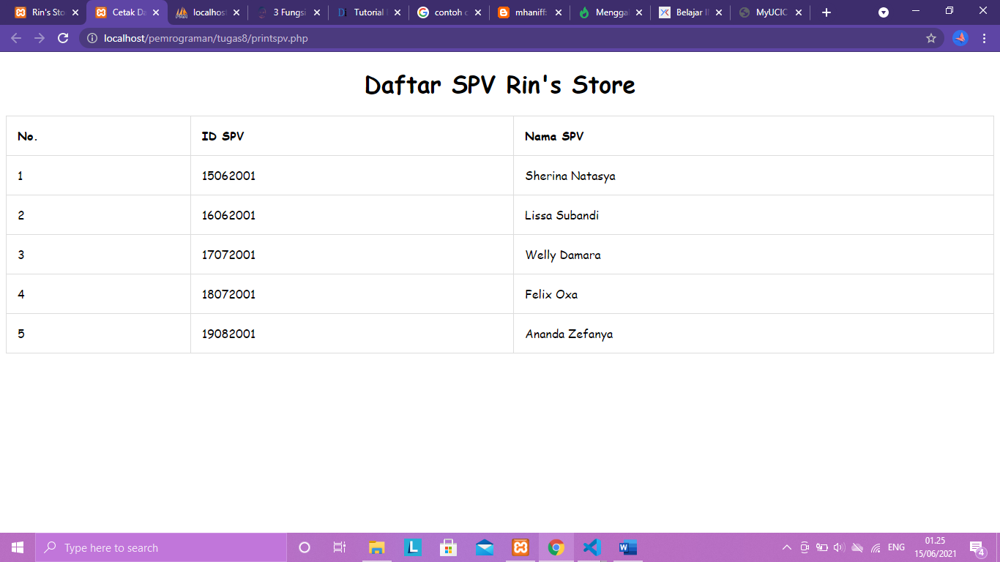 Rin's Sto
Cetak Da
localhost
3 Fungsi
Tutorial
contoh
mhaniff
Mengga
Belajar
MyUCIC
localhost/pemrograman/tugas8/printspv.php
Daftar SPV Rin's Store
No. ID SPV Nama SPV
1 15062001 Sherina Natasya
2 16062001 Lissa Subandi
3 17072001 Welly Damara
4 18072001 Felix Oxa
5 19082001 Ananda Zefanya
Type here to search
ENG
01.25
15/06/2021
4